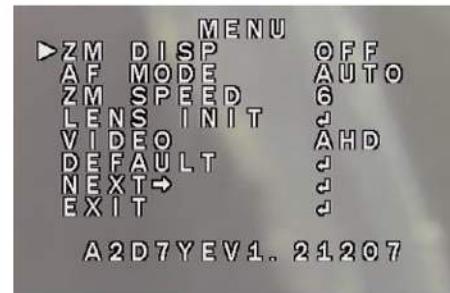 MENU
▷ZM DISP OFF
AF MODE AUTO
ZM SPEED 6
LENS INIT ↲
VIDEO AHD
DEFAULT ↲
NEXT→ ↲
EXIT ↲
A2D7YEV1.21207